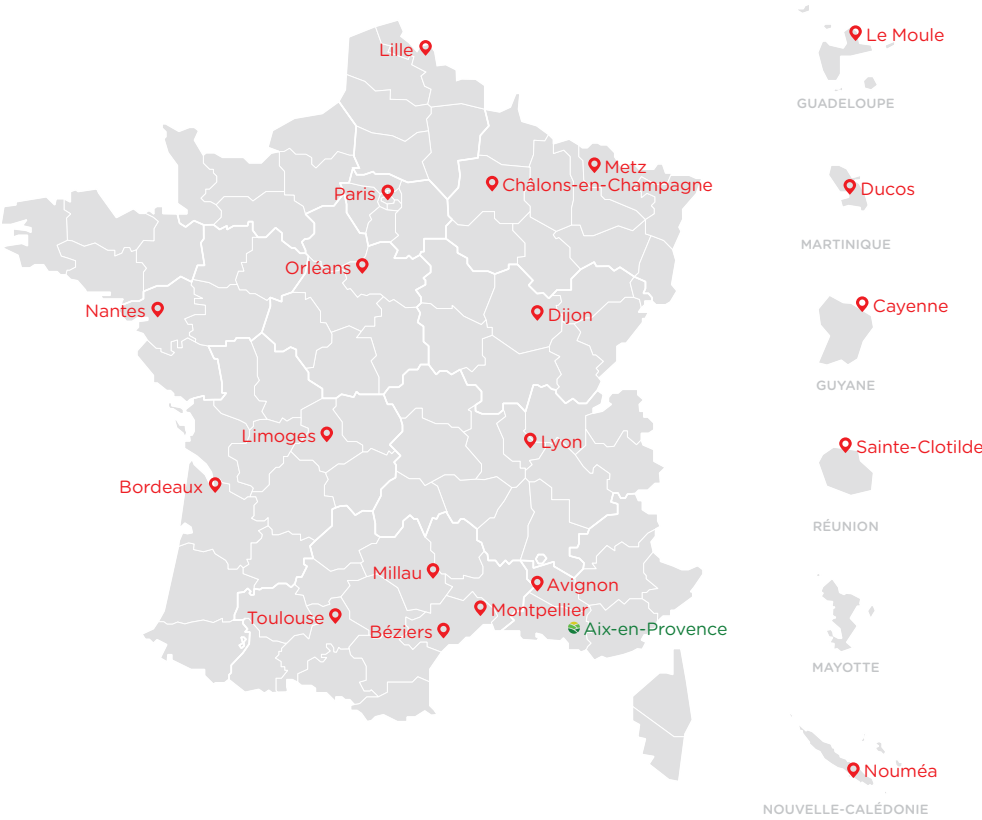 Lille
Metz
Châlons-en-Champagne
Paris
Orléans
Nantes
Dijon
Limoges
Lyon
Bordeaux
Millau
Avignon
Montpellier
Toulouse
Béziers
Aix-en-Provence
Le Moule
GUADELOUPE
Ducos
MARTINIQUE
Cayenne
GUYANE
Sainte-Clotilde
RÉUNION
MAYOTTE
Nouméa
NOUVELLE-CALÉDONIE